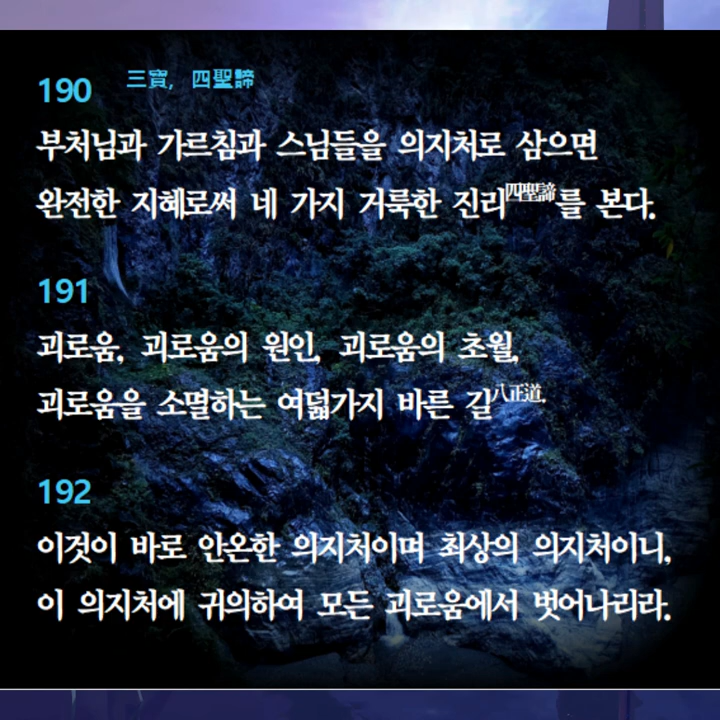 190 三寶, 四聖諦
부처님과 가르침과 스님들을 의지처로 삼으면
완전한 지혜로써 네 가지 거룩한 진리四聖諦를 본다.
191
괴로움, 괴로움의 원인, 괴로움의 초월,
괴로움을 소멸하는 여덟가지 바른 길八正道.
192
이것이 바로 안온한 의지처이며 최상의 의지처이니,
이 의지처에 귀의하여 모든 괴로움에서 벗어나리라.